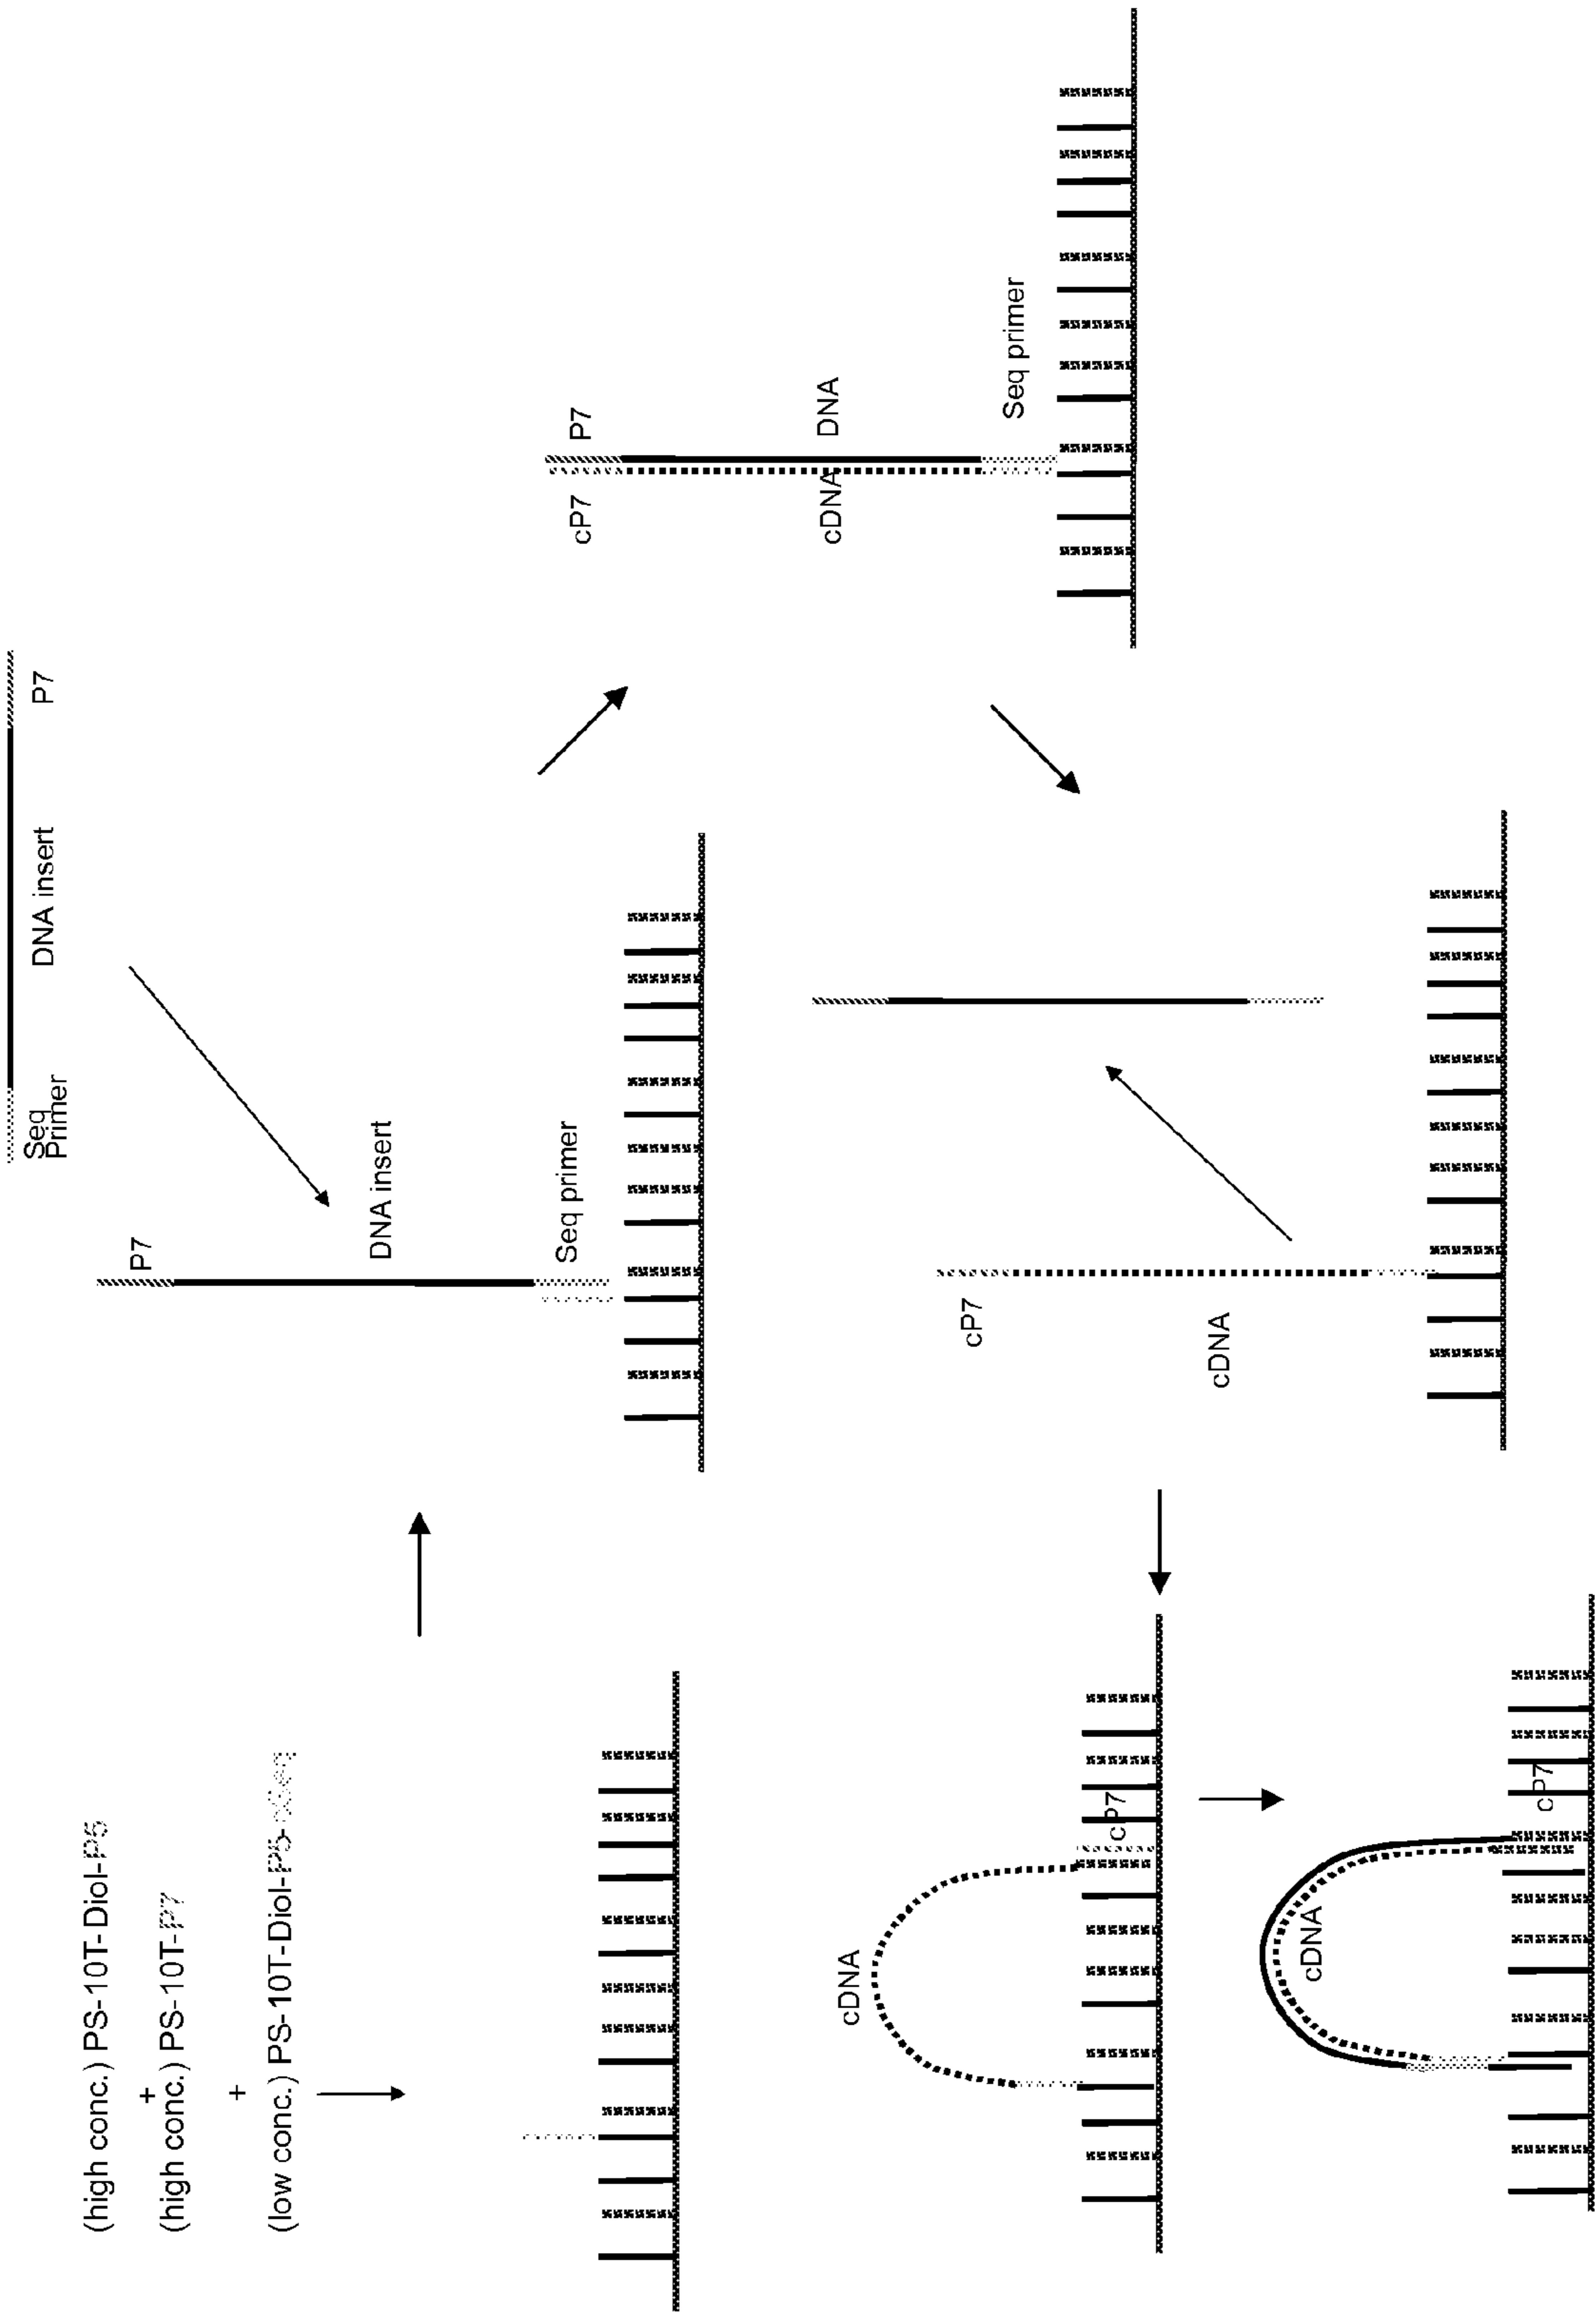 (high conc.) PS-10T-Diol-P5
+
(high conc.) PS-10T-P7
+
(low conc.) PS-10T-Diol-P5-cSeq
Seq
Primer
DNA insert
P7
P7
DNA insert
Seq primer
cP7
P7
cDNA
DNA
Seq primer
cP7
cDNA
cDNA
cP7
cDNA
cP7